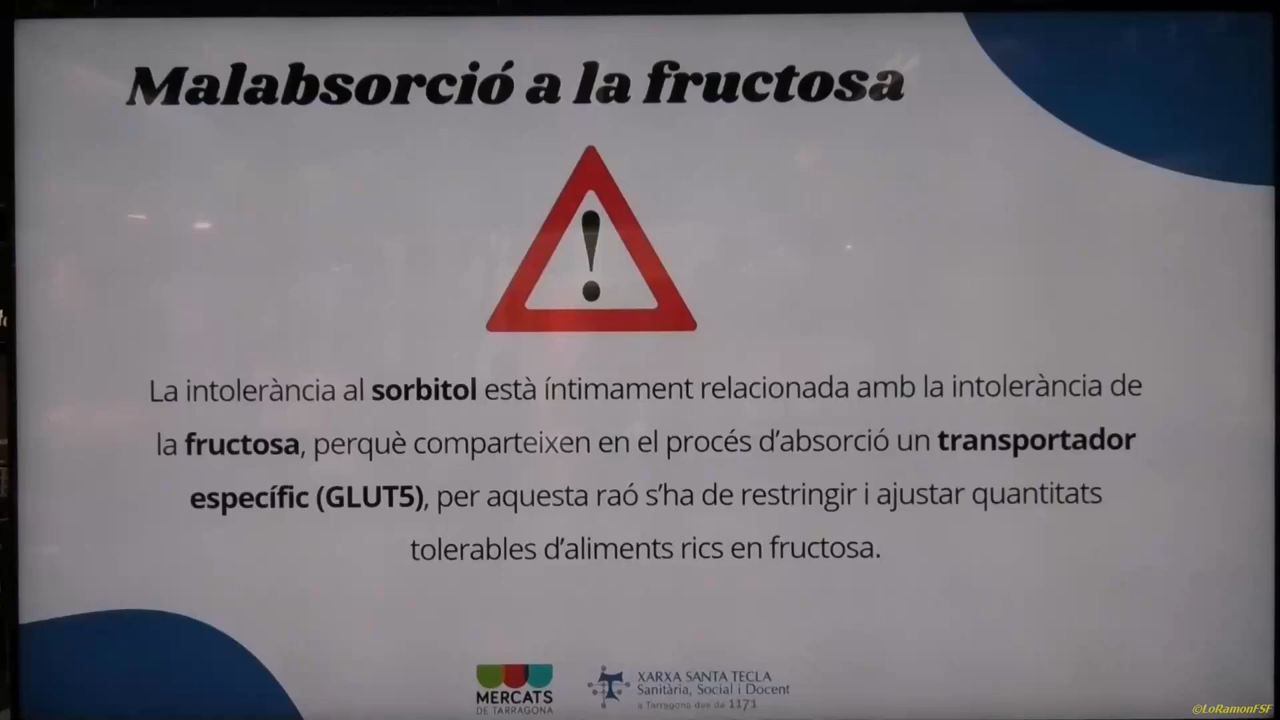 Malabsorció a la fructosa
La intolerància al sorbitol està íntimament relacionada amb la intolerància de
la fructosa, perquè comparteixen en el procés d'absorció un transportador
específic (GLUT5), per aquesta raó s'ha de restringir i ajustar quantitats
tolerables d'aliments rics en fructosa.
MERCATS
DE TARRAGONA
XARXA SANTA TECLA
Sanitària, Social i Docent
a Tarragona des de 1171
©LoRamonFSF